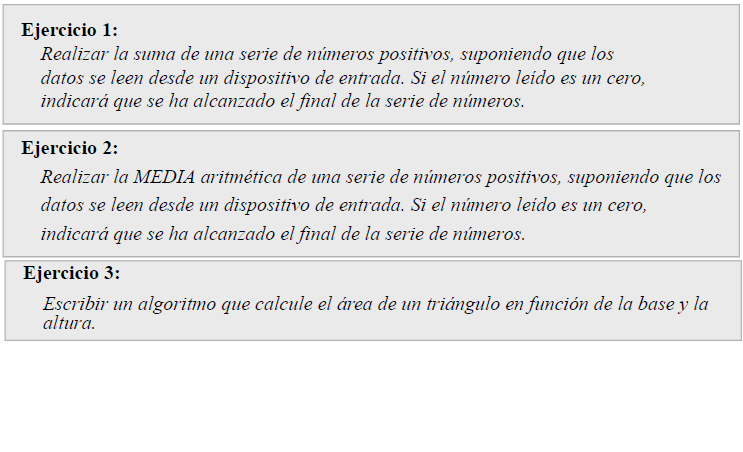 Ejercicio 1:
Realizar la suma de una serie de números positivos, suponiendo que los
datos se leen desde un dispositivo de entrada. Si el número leído es un cero,
indicará que se ha alcanzado el final de la serie de números.
Ejercicio 2:
Realizar la MEDIA aritmética de una serie de números positivos, suponiendo que los
datos se leen desde un dispositivo de entrada. Si el número leído es un cero,
indicará que se ha alcanzado el final de la serie de números.
Ejercicio 3:
Escribir un algoritmo que calcule el área de un triángulo en función de la base y la
altura.